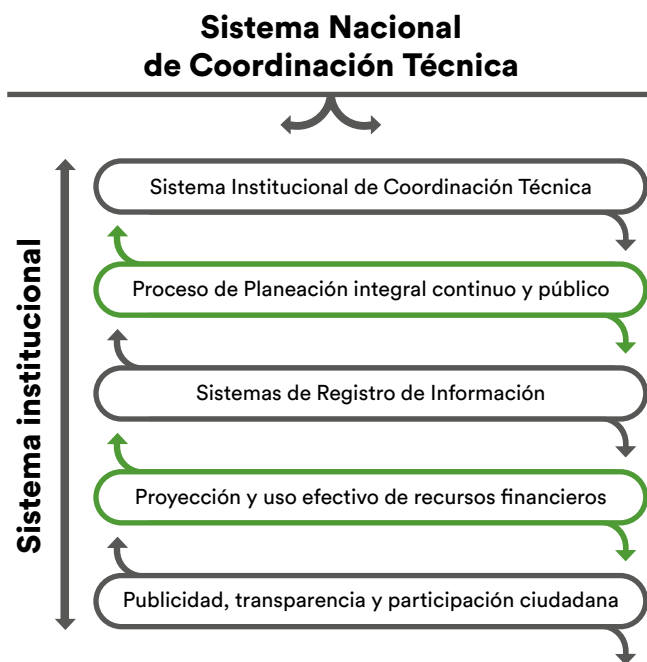 Sistema Nacional
de Coordinación Técnica
Sistema institucional
Sistema Institucional de Coordinación Técnica
Proceso de Planeación integral continuo y público
Sistemas de Registro de Información
Proyección y uso efectivo de recursos financieros
Publicidad, transparencia y participación ciudadana